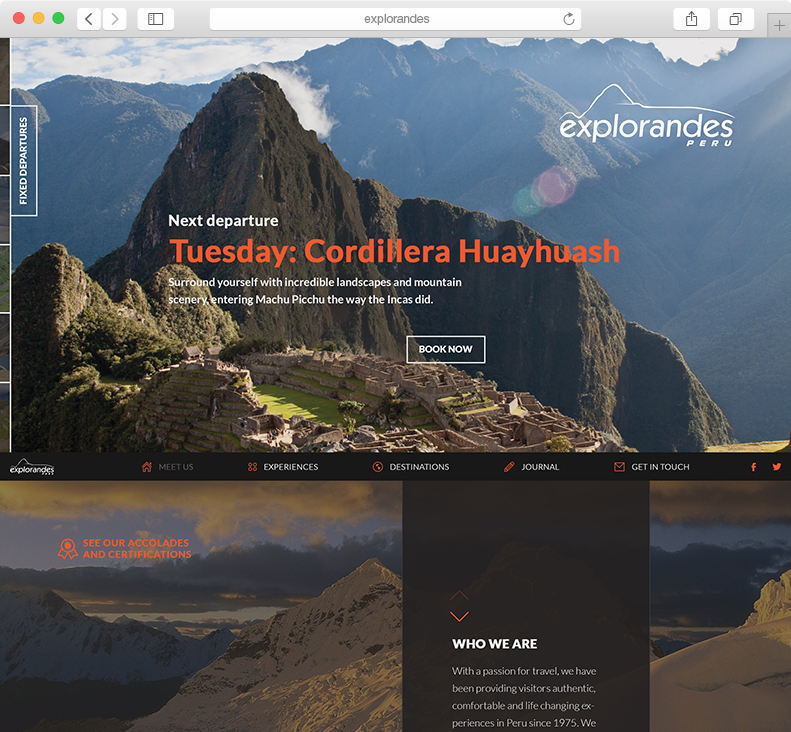 explorandes
explorandes
PERU
FIXED DEPARTURES
Next departure
Tuesday: Cordillera Huayhuash
Surround yourself with incredible landscapes and mountain
scenery, entering Machu Picchu the way the Incas did.
BOOK NOW
explorandes
MEET US
EXPERIENCES
DESTINATIONS
JOURNAL
GET IN TOUCH
SEE OUR ACCOLADES
AND CERTIFICATIONS
WHO WE ARE
With a passion for travel, we have
been providing visitors authentic,
comfortable and life changing ex-
periences in Peru since 1975. We